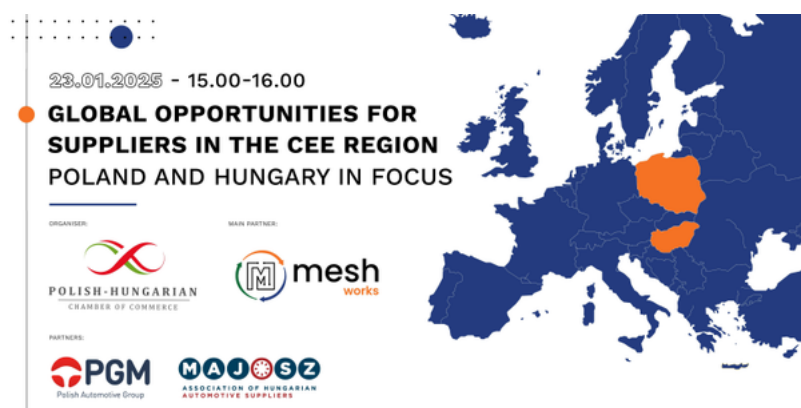 23.01.2025 - 15.00-16.00
GLOBAL OPPORTUNITIES FOR
SUPPLIERS IN THE CEE REGION
POLAND AND HUNGARY IN FOCUS
ORGANISER:
MAIN PARTNER:
POLISH-HUNGARIAN
CHAMBER OF COMMERCE
M
mesh
works
PARTNERS:
PGM
Polish Automotive Group
MAJOSZ
ASSOCIATION OF HUNGARIAN
AUTOMOTIVE SUPPLIERS